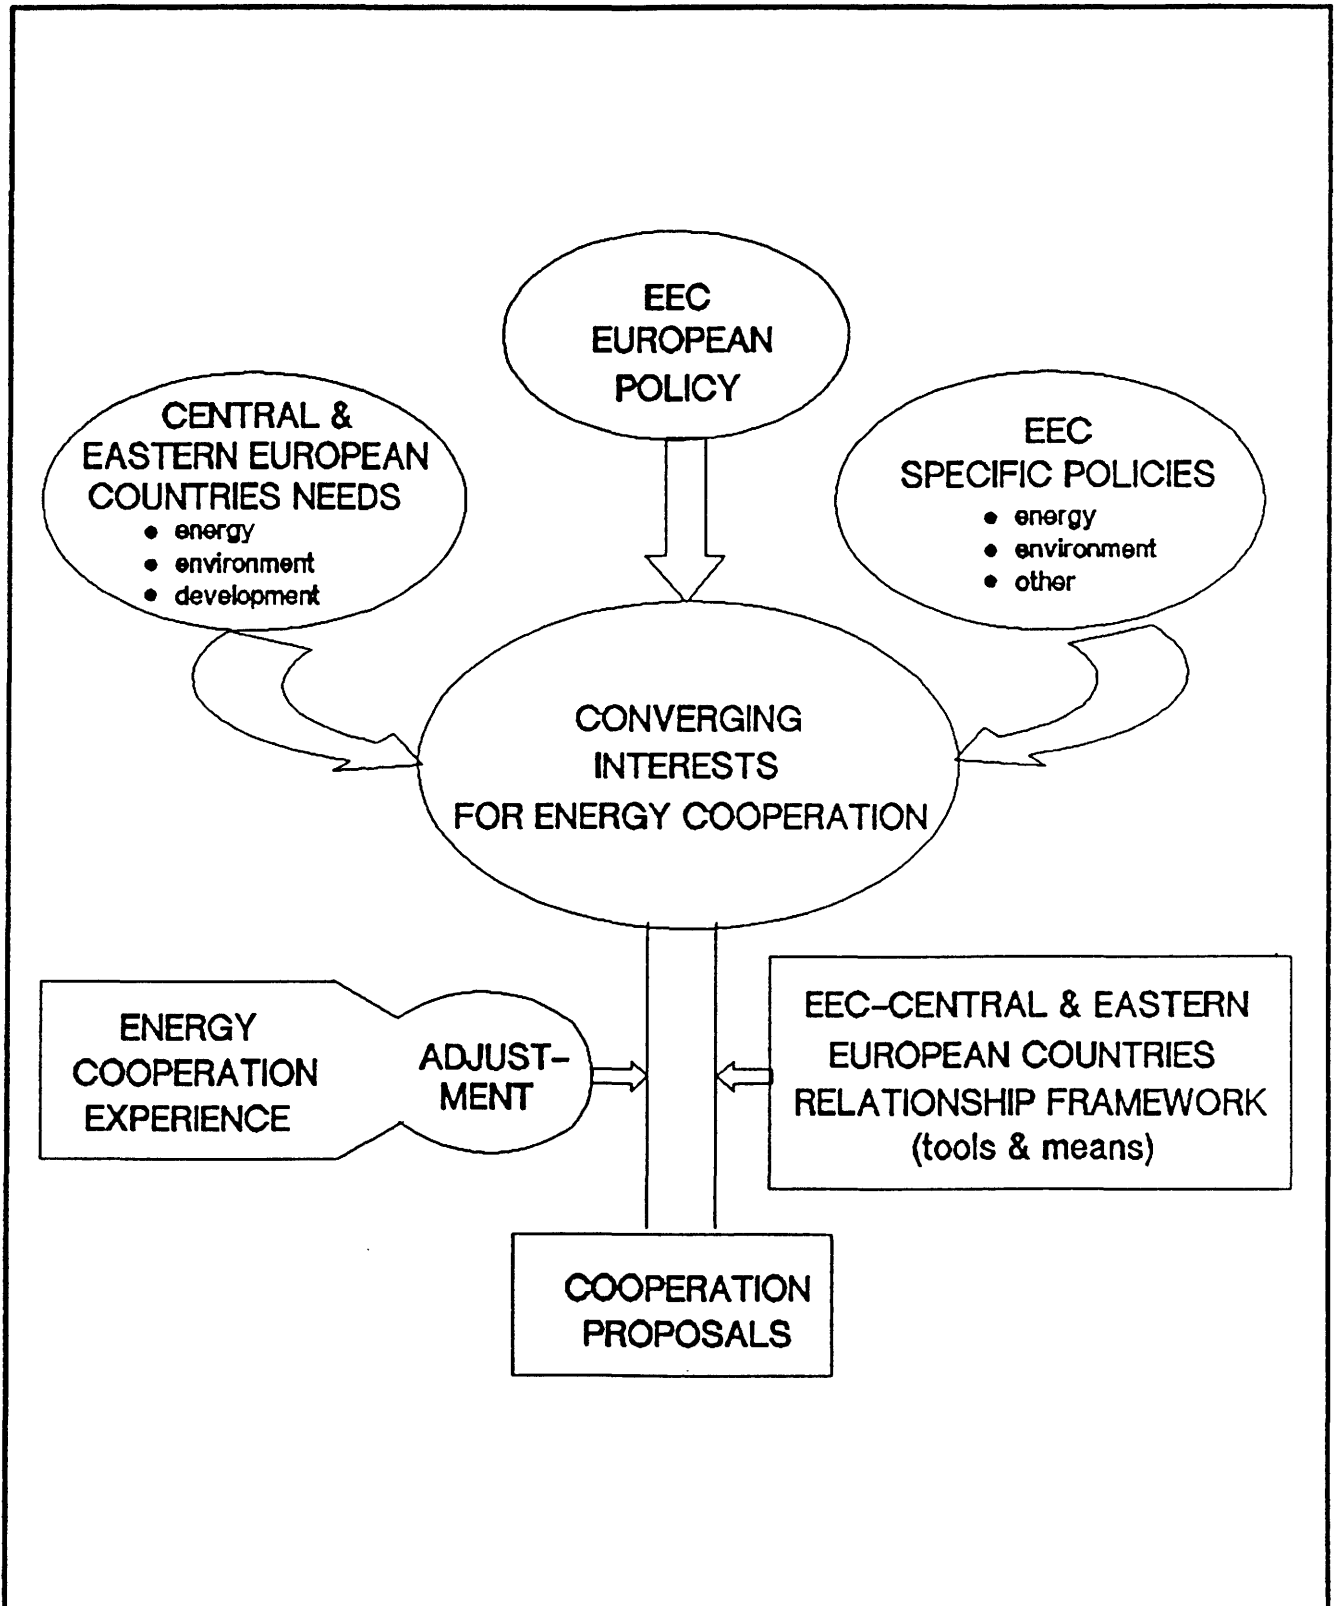 EEC
EUROPEAN
POLICY
CENTRAL &
EASTERN EUROPEAN
COUNTRIES NEEDS
• energy
• environment
• development
EEC
SPECIFIC POLICIES
• energy
• environment
• other
CONVERGING
INTERESTS
FOR ENERGY COOPERATION
ENERGY
COOPERATION
EXPERIENCE
ADJUST-
MENT
EEC-CENTRAL & EASTERN
EUROPEAN COUNTRIES
RELATIONSHIP FRAMEWORK
(tools & means)
COOPERATION
PROPOSALS